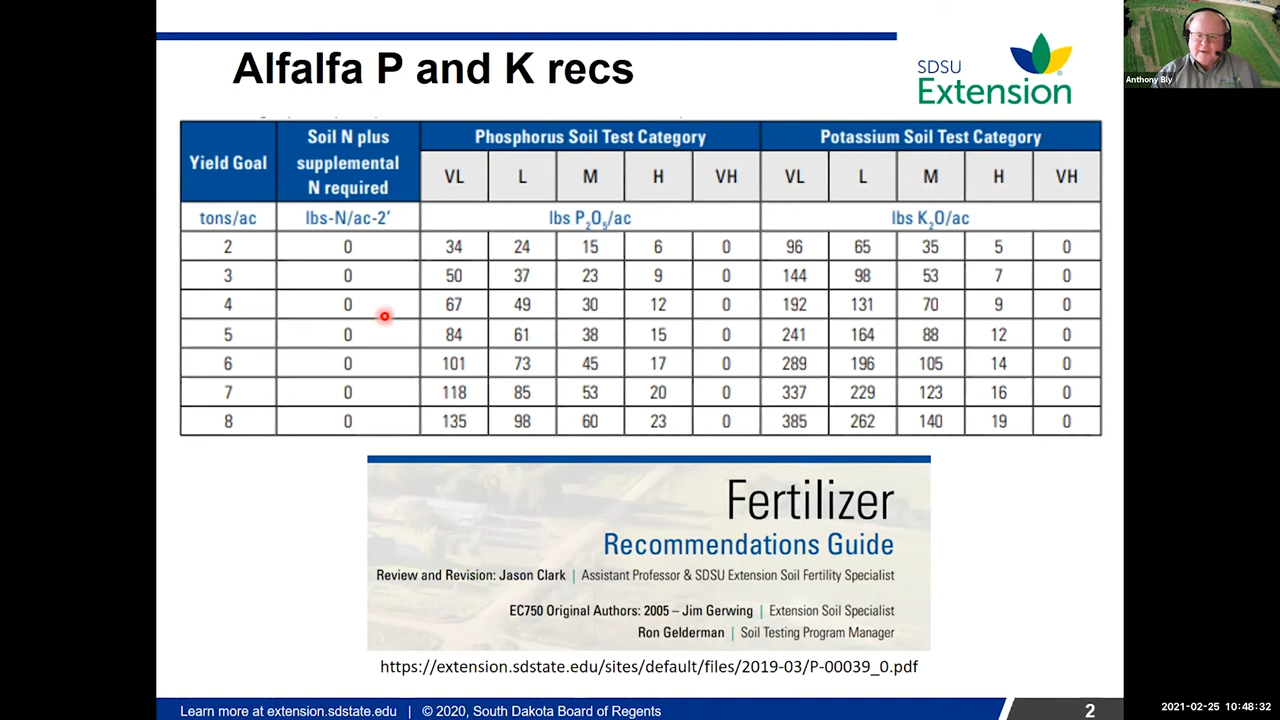 Alfalfa P and K recs
SDSU
Extension
Anthony Bly
Yield Goal | Soil N plus supplemental N required | Phosphorus Soil Test Category | Potassium Soil Test Category
VL L M H VH VL L M H VH
tons/ac lbs-N/ac-2' lbs P2O5/ac lbs K2O/ac
2 0 34 24 15 6 0 96 65 35 5 0
3 0 50 37 23 9 0 144 98 53 7 0
4 0 67 49 30 12 0 192 131 70 9 0
5 0 84 61 38 15 0 241 164 88 12 0
6 0 101 73 45 17 0 289 196 105 14 0
7 0 118 85 53 20 0 337 229 123 16 0
8 0 135 98 60 23 0 385 262 140 19 0
Fertilizer
Recommendations Guide
Review and Revision: Jason Clark | Assistant Professor & SDSU Extension Soil Fertility Specialist
EC750 Original Authors: 2005 – Jim Gerwing | Extension Soil Specialist
Ron Gelderman | Soil Testing Program Manager
https://extension.sdstate.edu/sites/default/files/2019-03/P-00039_0.pdf
Learn more at extension.sdstate.edu | © 2020, South Dakota Board of Regents
2
2021-02-25 10:48:32